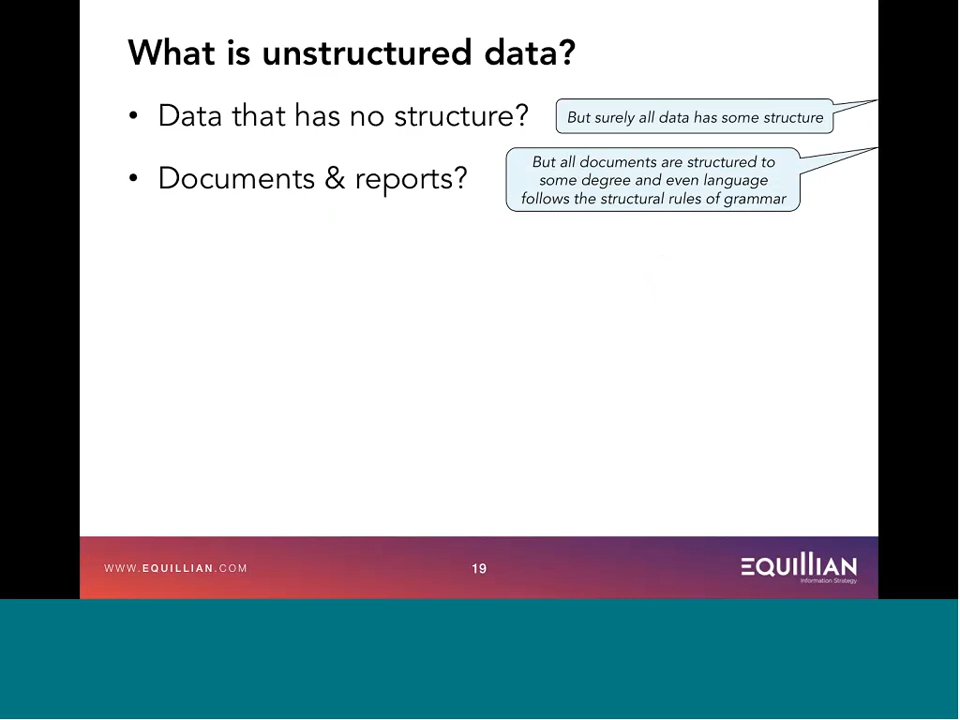 What is unstructured data?
• Data that has no structure?
But surely all data has some structure
• Documents & reports?
But all documents are structured to
some degree and even language
follows the structural rules of grammar
WWW.EQUILLIAN.COM
19
EQUILLIAN
Information Strategy